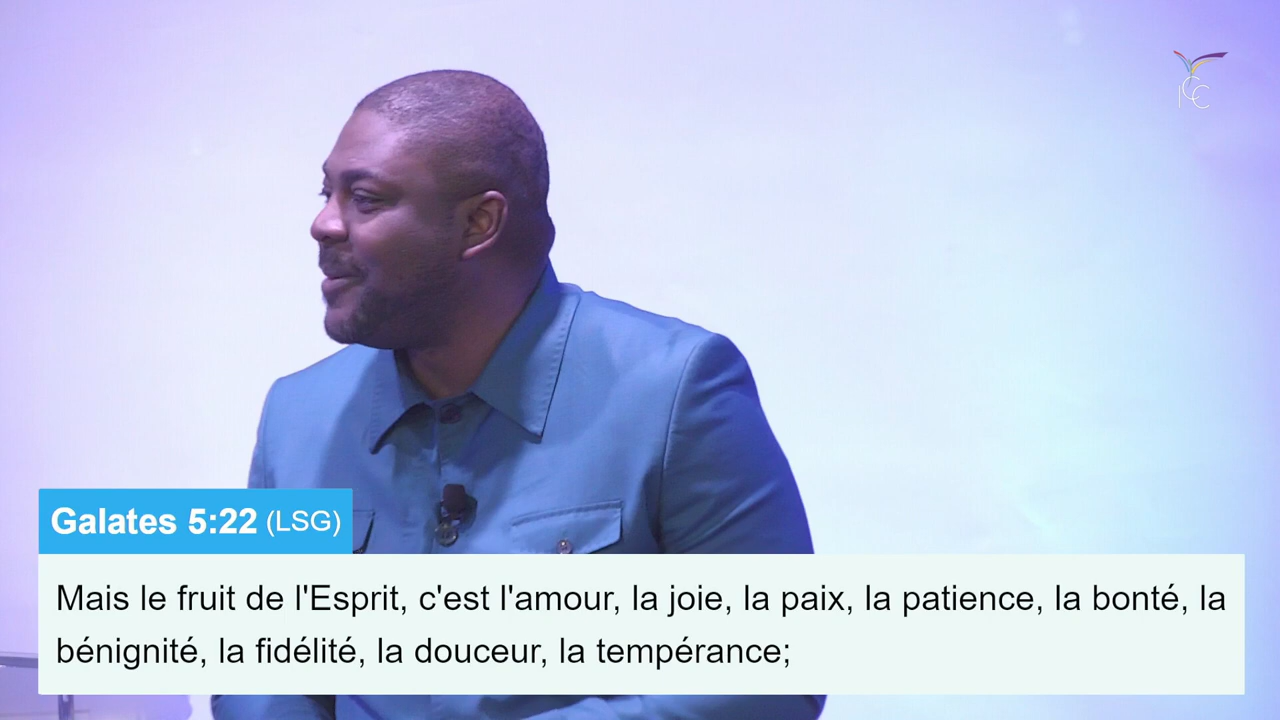 ICC
Galates 5:22 (LSG)
Mais le fruit de l'Esprit, c'est l'amour, la joie, la paix, la patience, la bonté, la
bénignité, la fidélité, la douceur, la tempérance;